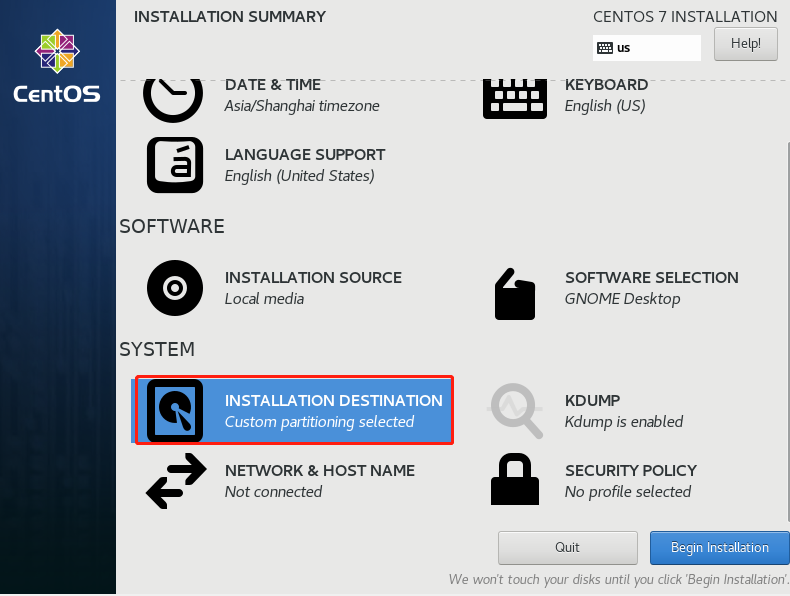 INSTALLATION SUMMARY
CENTOS 7 INSTALLATION
us
Help!
CentOS
DATE & TIME
Asia/Shanghai timezone
KEYBOARD
English (US)
á
LANGUAGE SUPPORT
English (United States)
SOFTWARE
INSTALLATION SOURCE
Local media
SOFTWARE SELECTION
GNOME Desktop
SYSTEM
INSTALLATION DESTINATION
Custom partitioning selected
KDUMP
Kdump is enabled
NETWORK & HOST NAME
Not connected
SECURITY POLICY
No profile selected
Quit
Begin Installation
We won't touch your disks until you click 'Begin Installation'.